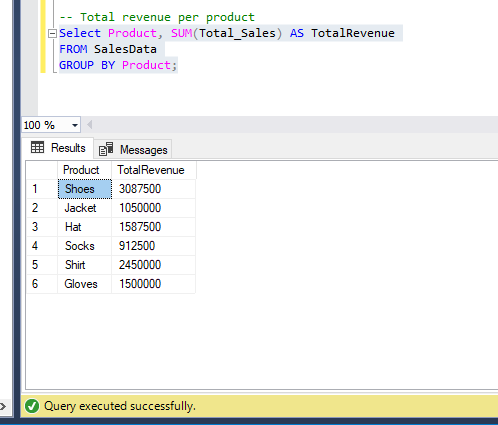 -- Total revenue per product
Select Product, SUM(Total_Sales) AS TotalRevenue
FROM SalesData
GROUP BY Product;
100 %
Results Messages
Product TotalRevenue
1 Shoes 3087500
2 Jacket 1050000
3 Hat 1587500
4 Socks 912500
5 Shirt 2450000
6 Gloves 1500000
Query executed successfully.